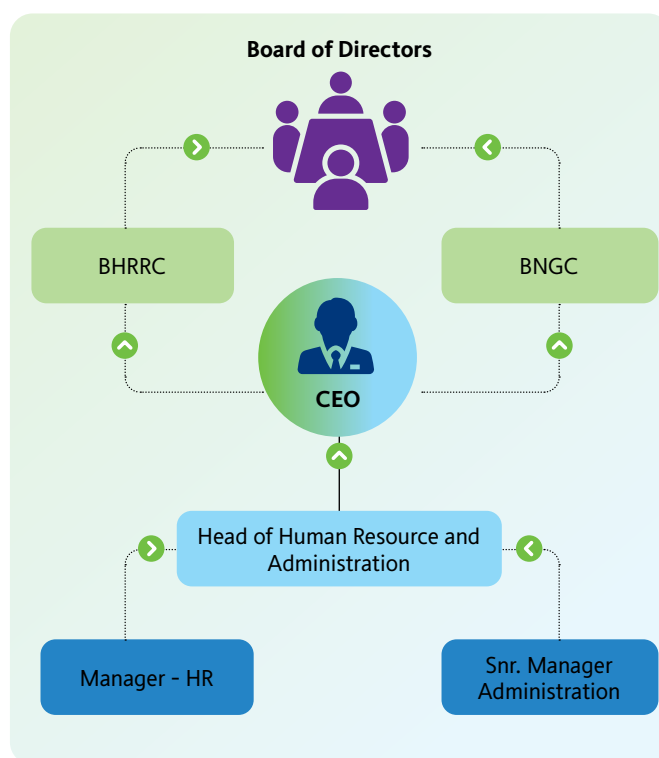 Board of Directors
BHRRC
BNGC
CEO
Head of Human Resource and
Administration
Manager - HR
Snr. Manager
Administration